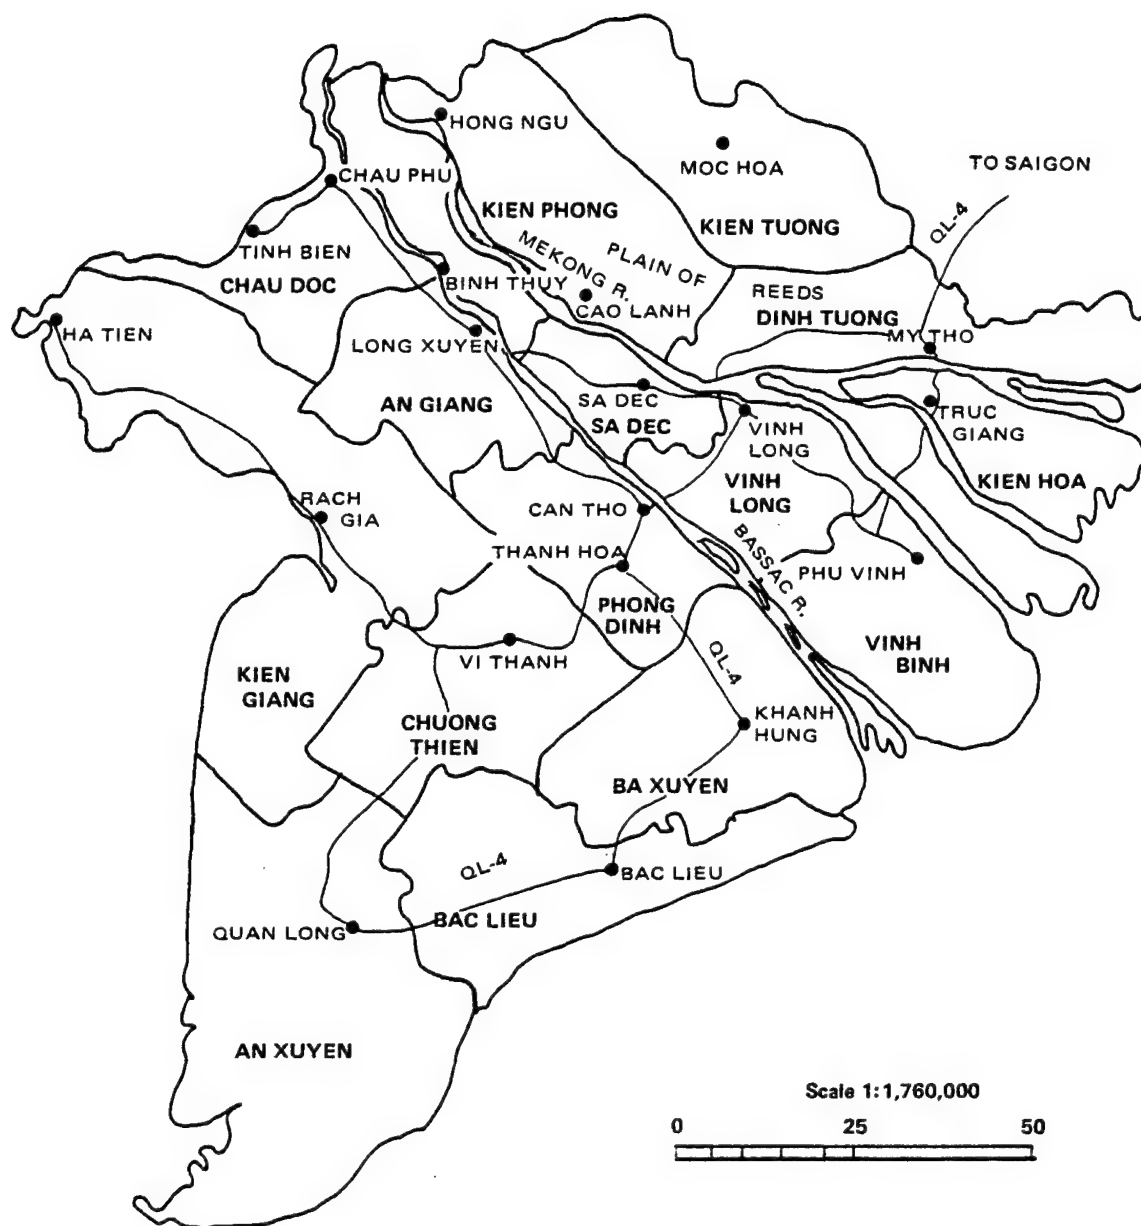 HONG NGU
MOC HOA
TO SAIGON
CHAU PHU
KIEN PHONG
KIEN TUONG
QL-4
TINH BIEN
MEKONG R.
PLAIN OF
REEDS
CHAU DOC
BINH THUY
CAO LANH
DINH TUONG
HA TIEN
LONG XUYEN
MY THO
AN GIANG
SA DEC
SA DEC
TRUC
GIANG
VINH
LONG
KIEN HOA
VINH
LONG
RACH
GIA
CAN THO
THANH HOA
BASSAC R.
PHU VINH
PHONG
DINH
VINH
BINH
VI THANH
QL-4
KIEN
GIANG
KHANH
HUNG
CHUONG
THIEN
BA XUYEN
QL-4
BAC LIEU
BAC LIEU
QUAN LONG
AN XUYEN
Scale 1:1,760,000
0 25 50